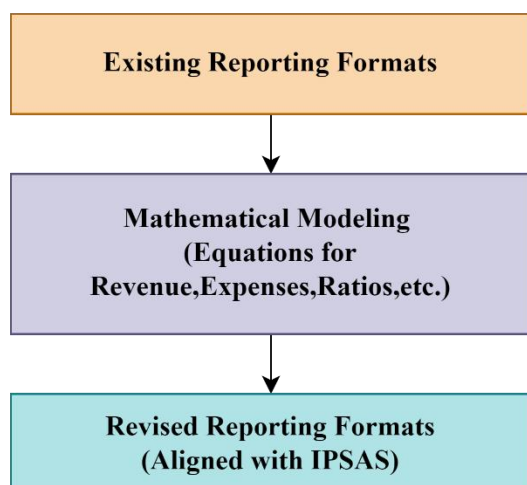 Existing Reporting Formats
Mathematical Modeling
(Equations for
Revenue,Expenses,Ratios,etc.)
Revised Reporting Formats
(Aligned with IPSAS)